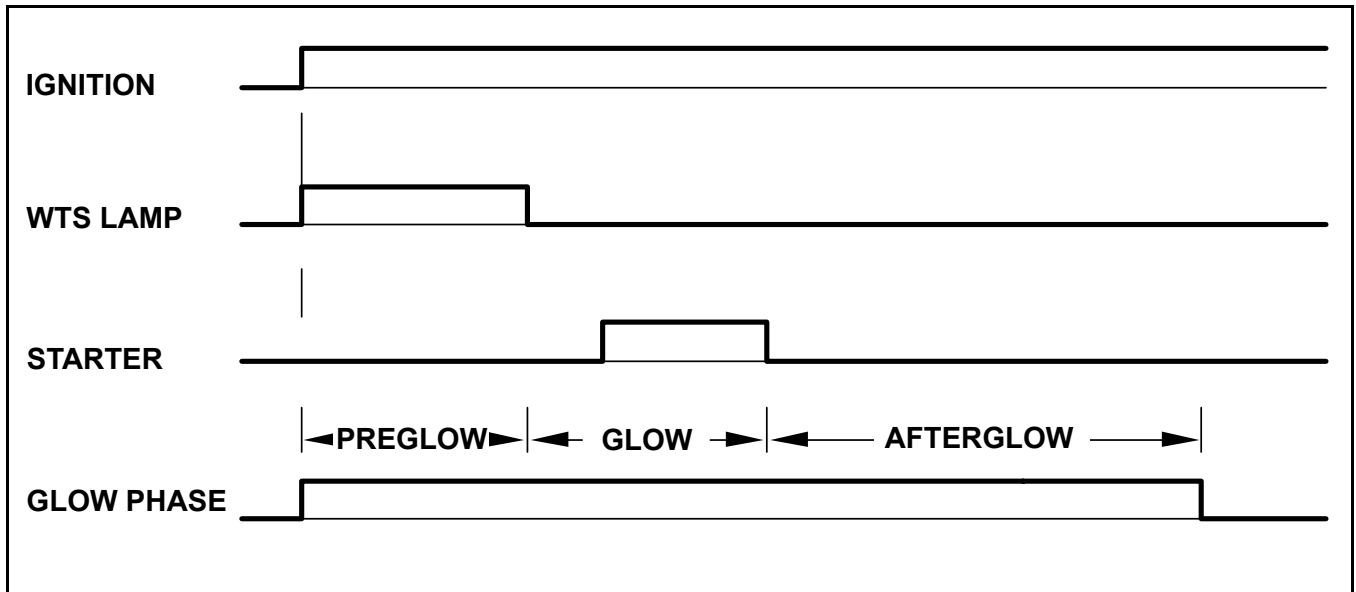 IGNITION
WTS LAMP
STARTER
PREGLOW GLOW AFTERGLOW
GLOW PHASE